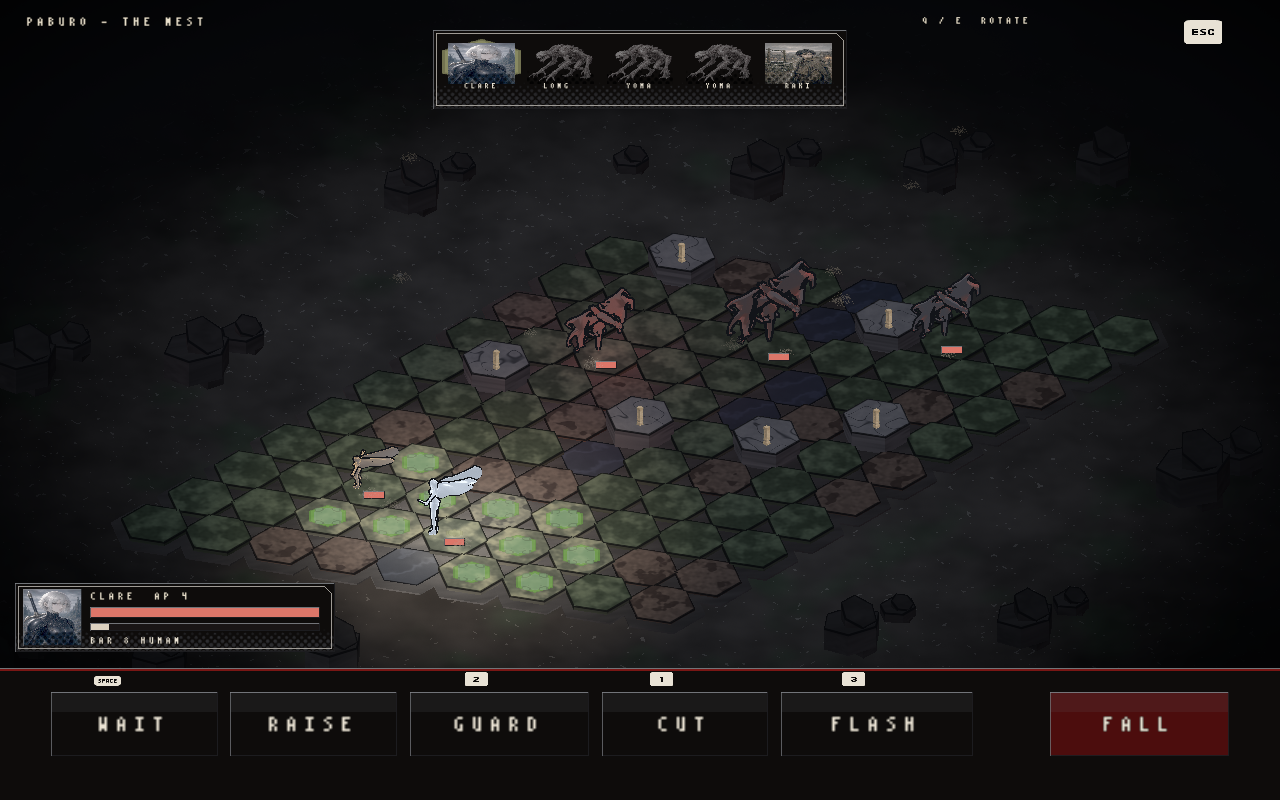 PABURO - THE NEST
Q / E ROTATE
ESC
CLARE LONG YOMA YOMA RAKI
CLARE AP 4
BAR 8 HUMAN
SPACE 2 1 3
WAIT RAISE GUARD CUT FLASH FALL